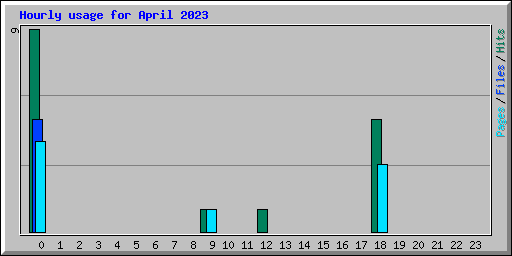 Hourly usage for April 2023
9
Pages/Files/Hits
0 1 2 3 4 5 6 7 8 9 10 11 12 13 14 15 16 17 18 19 20 21 22 23